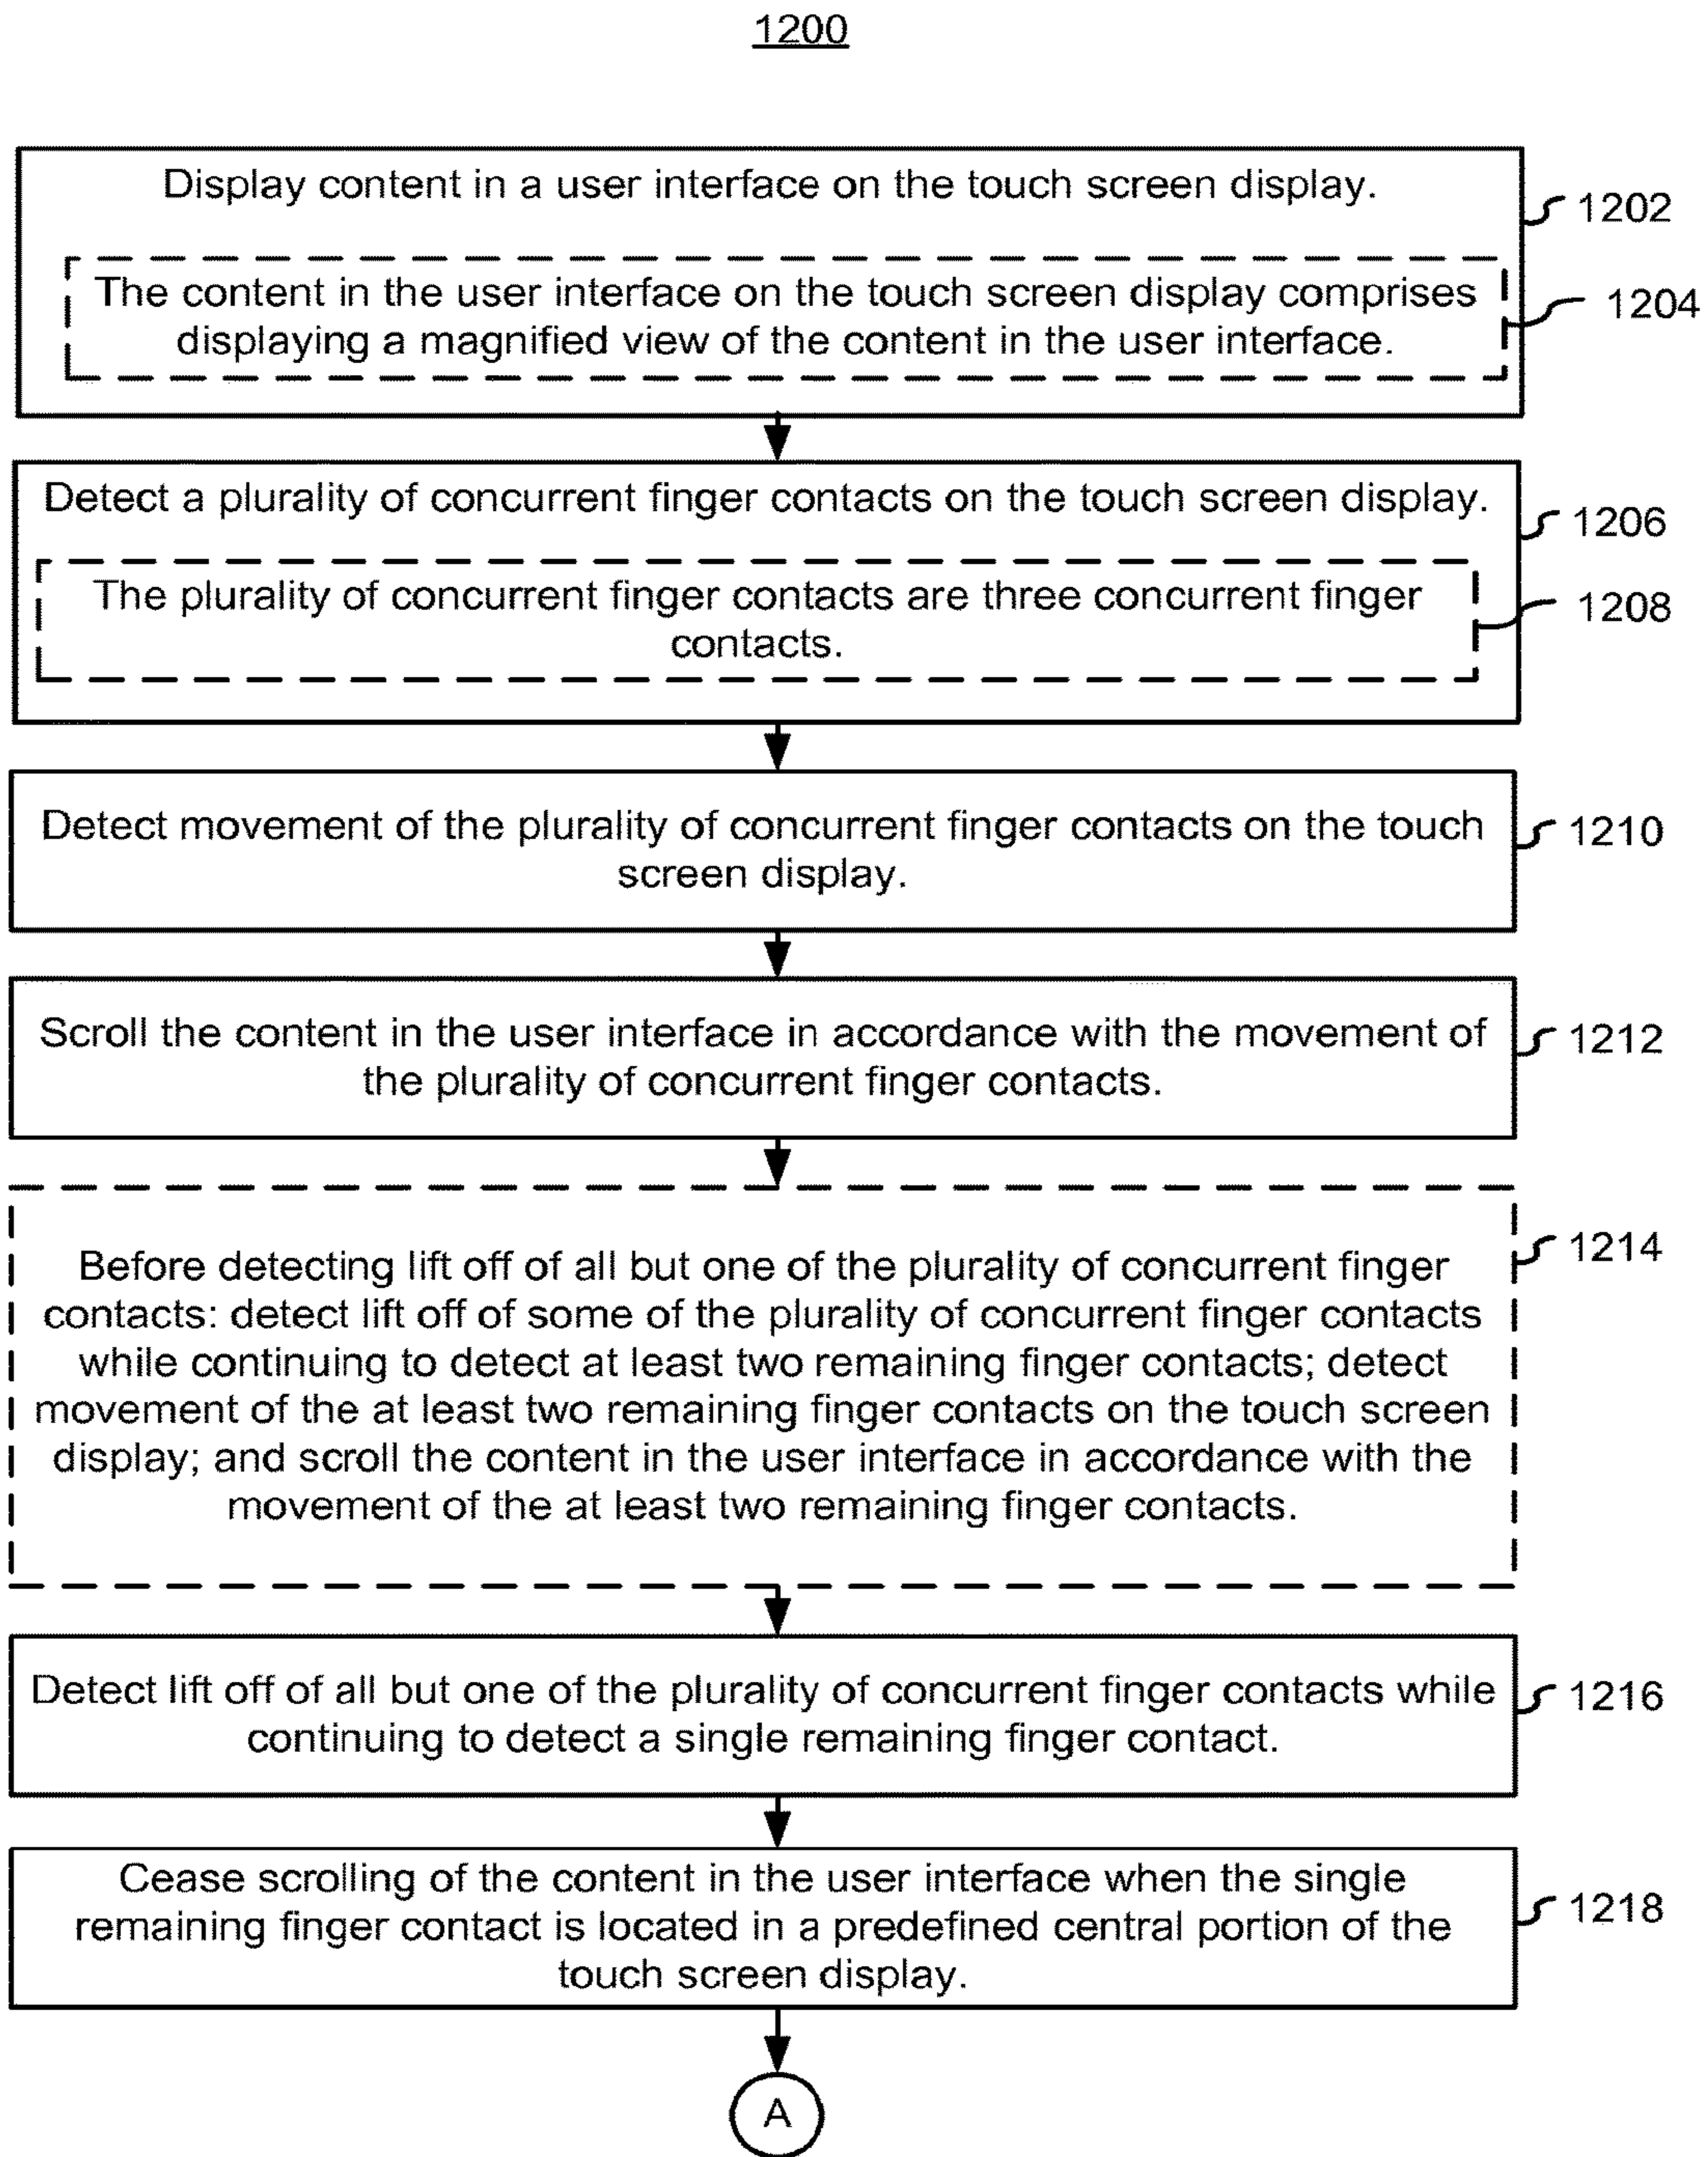 1200
Display content in a user interface on the touch screen display.
1202
The content in the user interface on the touch screen display comprises
displaying a magnified view of the content in the user interface.
1204
Detect a plurality of concurrent finger contacts on the touch screen display.
1206
The plurality of concurrent finger contacts are three concurrent finger
contacts.
1208
Detect movement of the plurality of concurrent finger contacts on the touch
screen display.
1210
Scroll the content in the user interface in accordance with the movement of
the plurality of concurrent finger contacts.
1212
Before detecting lift off of all but one of the plurality of concurrent finger
contacts: detect lift off of some of the plurality of concurrent finger contacts
while continuing to detect at least two remaining finger contacts; detect
movement of the at least two remaining finger contacts on the touch screen
display; and scroll the content in the user interface in accordance with the
movement of the at least two remaining finger contacts.
1214
Detect lift off of all but one of the plurality of concurrent finger contacts while
continuing to detect a single remaining finger contact.
1216
Cease scrolling of the content in the user interface when the single
remaining finger contact is located in a predefined central portion of the
touch screen display.
1218
A